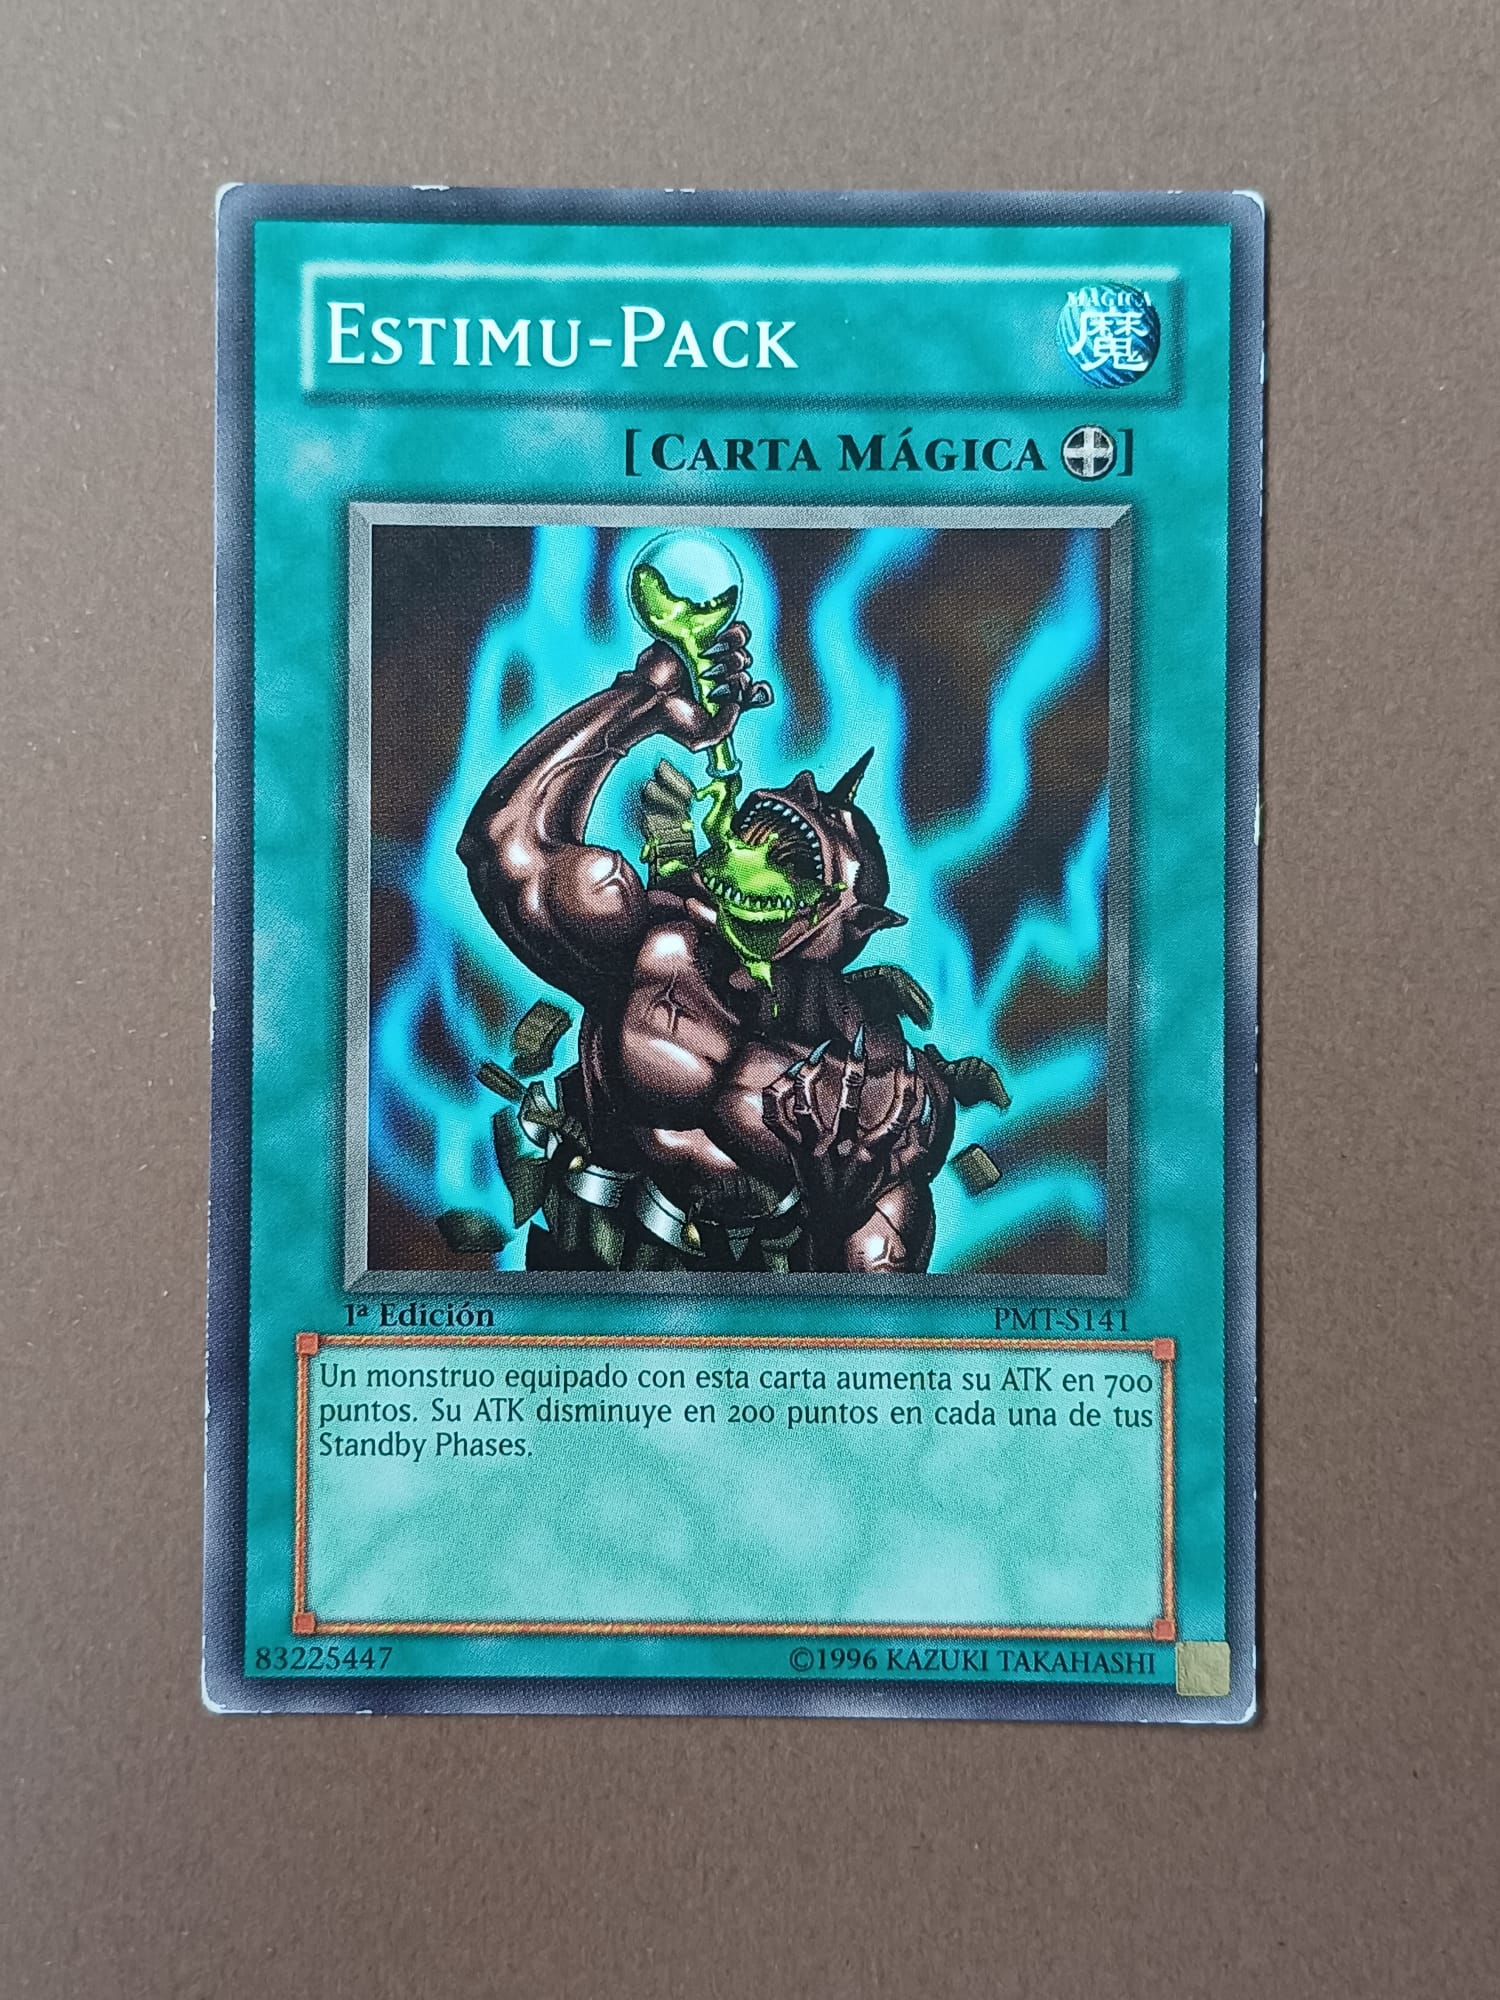 Estimu-Pack
MÁGICA
魔
[Carta Mágica]
1ª Edición
PMT-S141
Un monstruo equipado con esta carta aumenta su ATK en 700
puntos. Su ATK disminuye en 200 puntos en cada una de tus
Standby Phases.
83225447
©1996 KAZUKI TAKAHASHI